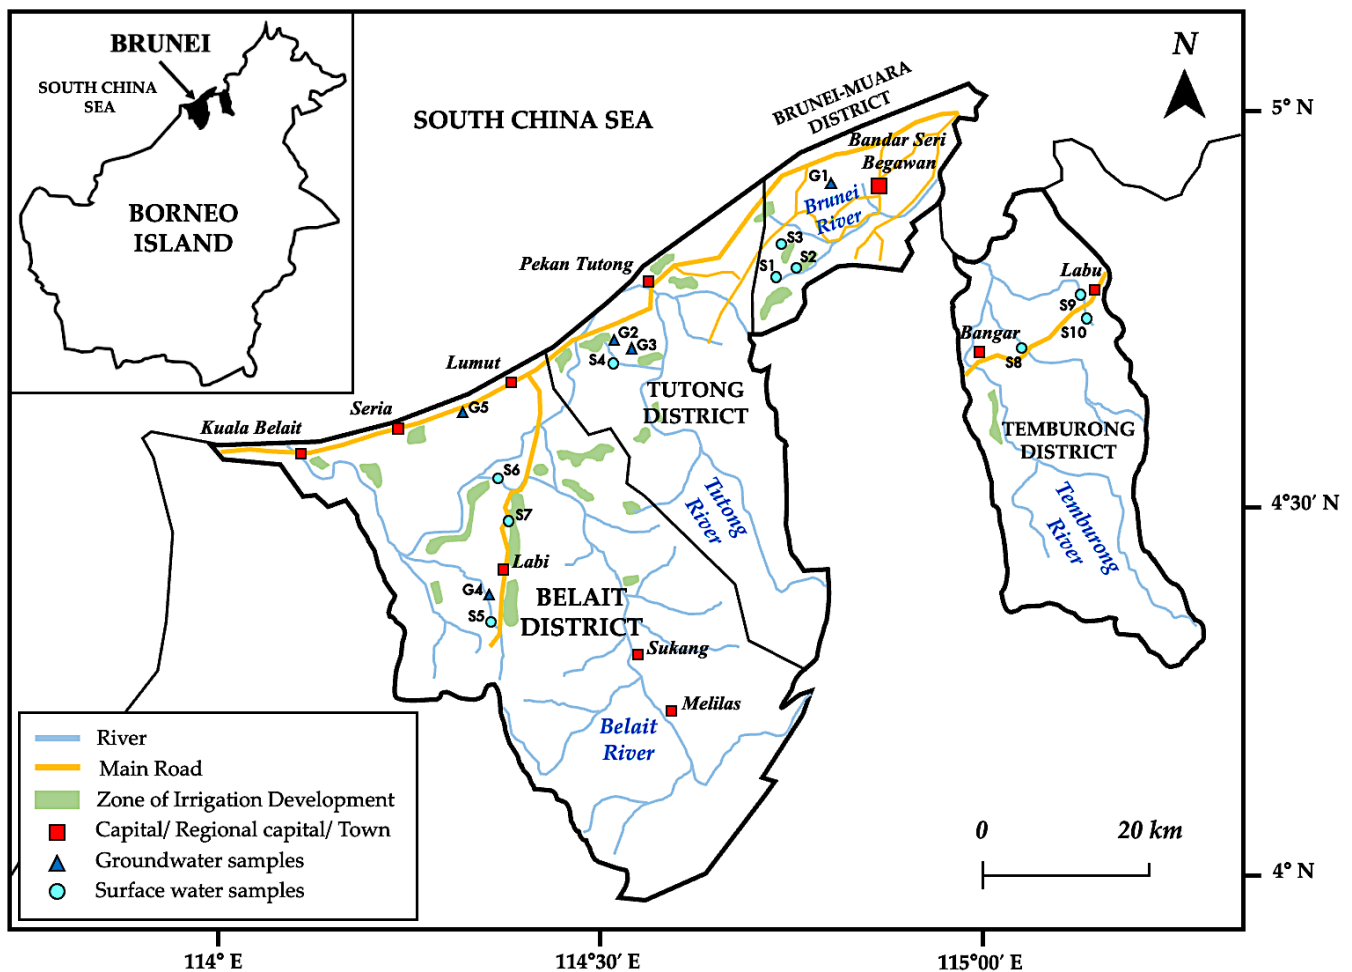 BRUNEI
SOUTH CHINA
SEA
BORNEO
ISLAND
SOUTH CHINA SEA
BRUNEI-MUARA
DISTRICT
N
5° N
Bandar Seri
Begawan
G1
Brunei
River
S3
S2
S1
Pekan Tutong
Labu
S9
S10
Bangar
S8
G2
G3
S4
Lumut
TUTONG
DISTRICT
Seria
G5
Kuala Belait
TEMBURONG
DISTRICT
S6
Tutong
River
4°30' N
S7
Temburong
River
Labi
G4
S5
BELAIT
DISTRICT
Sukang
Melilas
Belait
River
River
Main Road
Zone of Irrigation Development
Capital/ Regional capital/ Town
Groundwater samples
Surface water samples
0 20 km
4° N
114° E
114°30' E
115°00' E